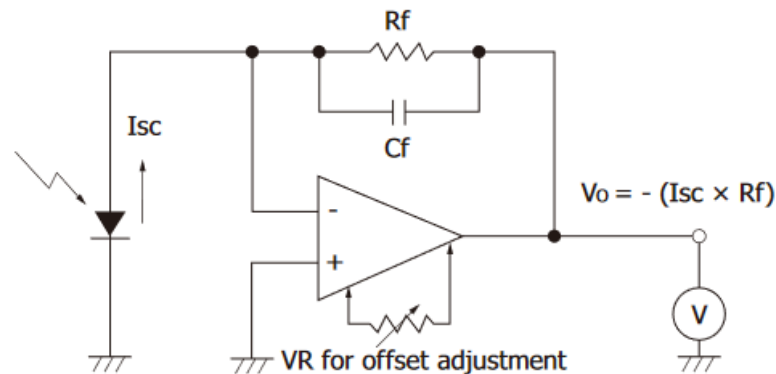 Rf
Isc
Cf
Vo = - (Isc × Rf)
-
+
V
VR for offset adjustment